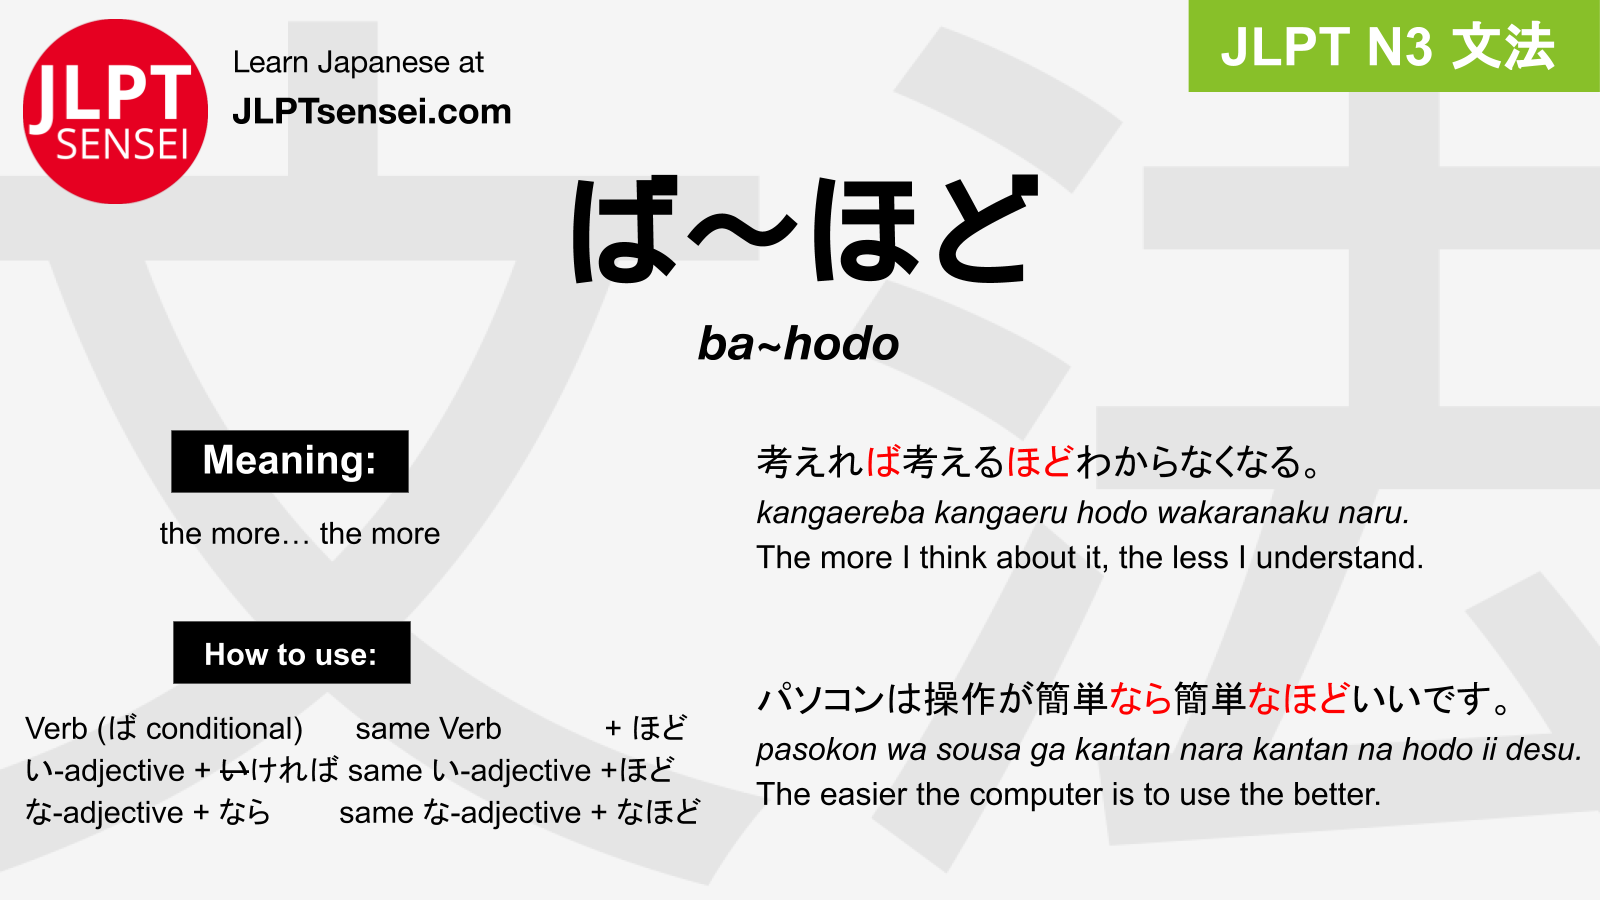 JLPT
SENSEI
Learn Japanese at
JLPTsensei.com
JLPT N3 文法
ば～ほど
ba~hodo
Meaning:
the more… the more
How to use:
Verb (ば conditional) same Verb + ほど
い-adjective + いければ same い-adjective +ほど
な-adjective + なら same な-adjective + なほど
考えれば考えるほどわからなくなる。
kangaereba kangaeru hodo wakaranaku naru.
The more I think about it, the less I understand.
パソコンは操作が簡単なら簡単なほどいいです。
pasokon wa sousa ga kantan nara kantan na hodo ii desu.
The easier the computer is to use the better.
文法